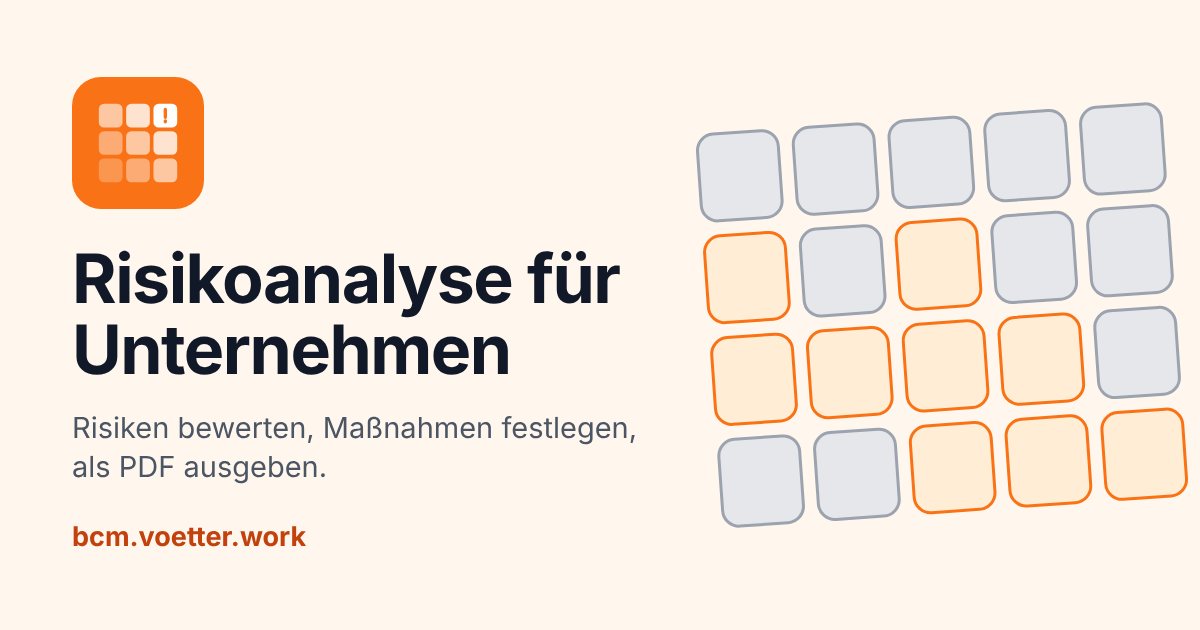 !
Risikoanalyse für
Unternehmen
Risiken bewerten, Maßnahmen festlegen,
als PDF ausgeben.
bcm.voetter.work